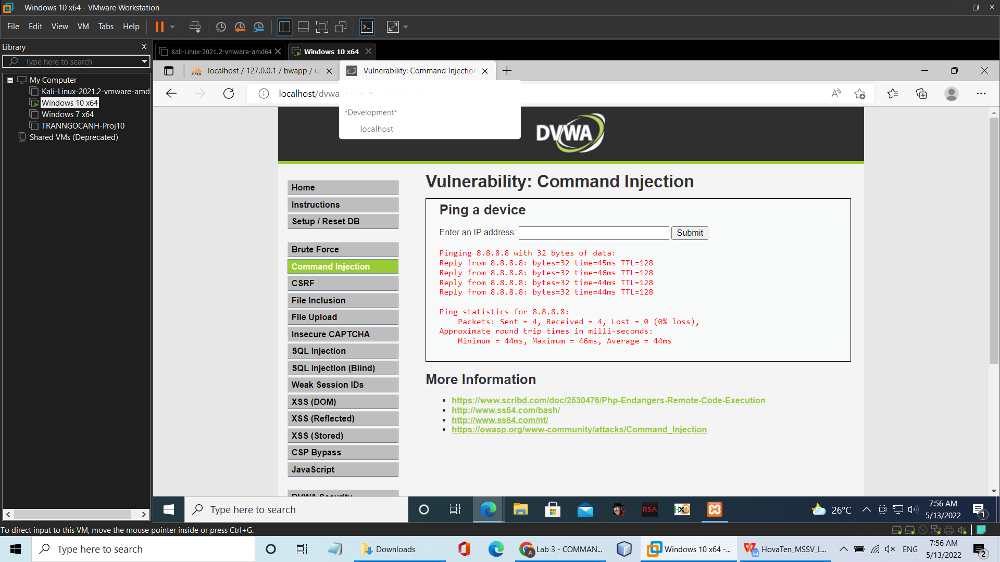 Windows 10 x64 - VMware Workstation
File Edit View VM Tabs Help
Library
Type here to search
My Computer
Kali-Linux-2021.2-vmware-amd
Windows 10 x64
Windows 7 x64
TRANNGOCANH-Proj10
Shared VMs (Deprecated)
Kali-Linux-2021.2-vmware-amd64
Windows 10 x64
PMA
localhost / 127.0.0.1 / bwapp / us
Vulnerability: Command Injection
localhost/dvwa
*Development*
localhost
DVWA
Home
Instructions
Setup / Reset DB
Brute Force
Command Injection
CSRF
File Inclusion
File Upload
Insecure CAPTCHA
SQL Injection
SQL Injection (Blind)
Weak Session IDs
XSS (DOM)
XSS (Reflected)
XSS (Stored)
CSP Bypass
JavaScript
DVWA Security
Vulnerability: Command Injection
Ping a device
Enter an IP address:
Submit
Pinging 8.8.8.8 with 32 bytes of data:
Reply from 8.8.8.8: bytes=32 time=45ms TTL=128
Reply from 8.8.8.8: bytes=32 time=46ms TTL=128
Reply from 8.8.8.8: bytes=32 time=44ms TTL=128
Reply from 8.8.8.8: bytes=32 time=44ms TTL=128
Ping statistics for 8.8.8.8:
Packets: Sent = 4, Received = 4, Lost = 0 (0% loss),
Approximate round trip times in milli-seconds:
Minimum = 44ms, Maximum = 46ms, Average = 44ms
More Information
https://www.scribd.com/doc/2530476/Php-Endangers-Remote-Code-Execution
http://www.ss64.com/bash/
http://www.ss64.com/nt/
https://owasp.org/www-community/attacks/Command_Injection
Type here to search
RSA
HxD
26°C
7:56 AM
5/13/2022
1
To direct input to this VM, move the mouse pointer inside or press Ctrl+G.
Type here to search
Downloads
Lab 3 - COMMAN...
Windows 10 x64 -...
HovaTen_MSSV_L...
ENG
7:56 AM
5/13/2022
2